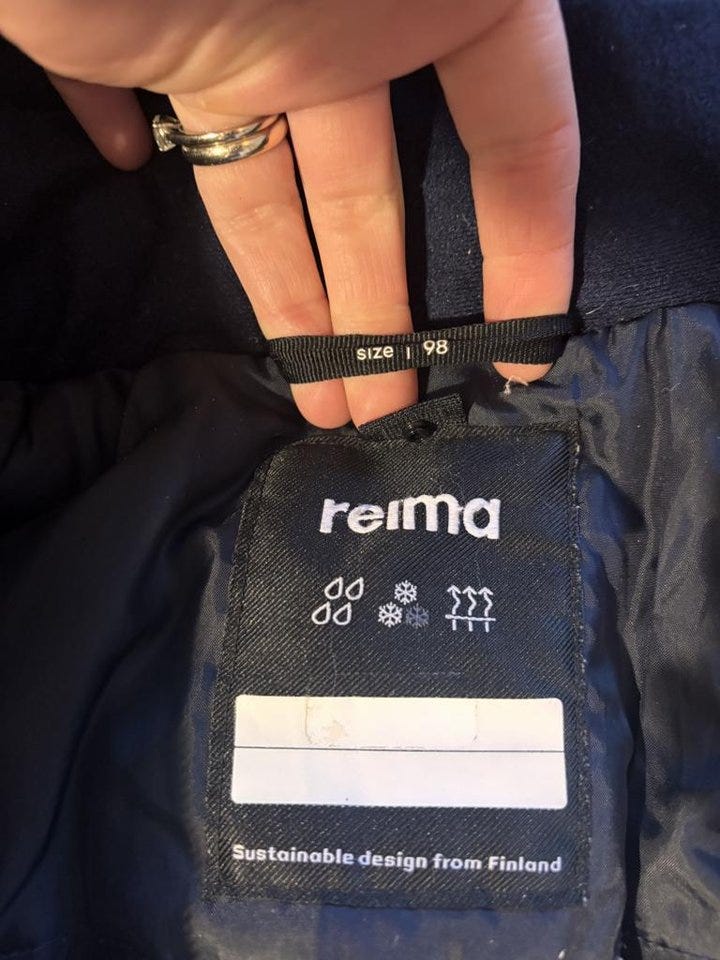 size | 98
reima
Sustainable design from Finland